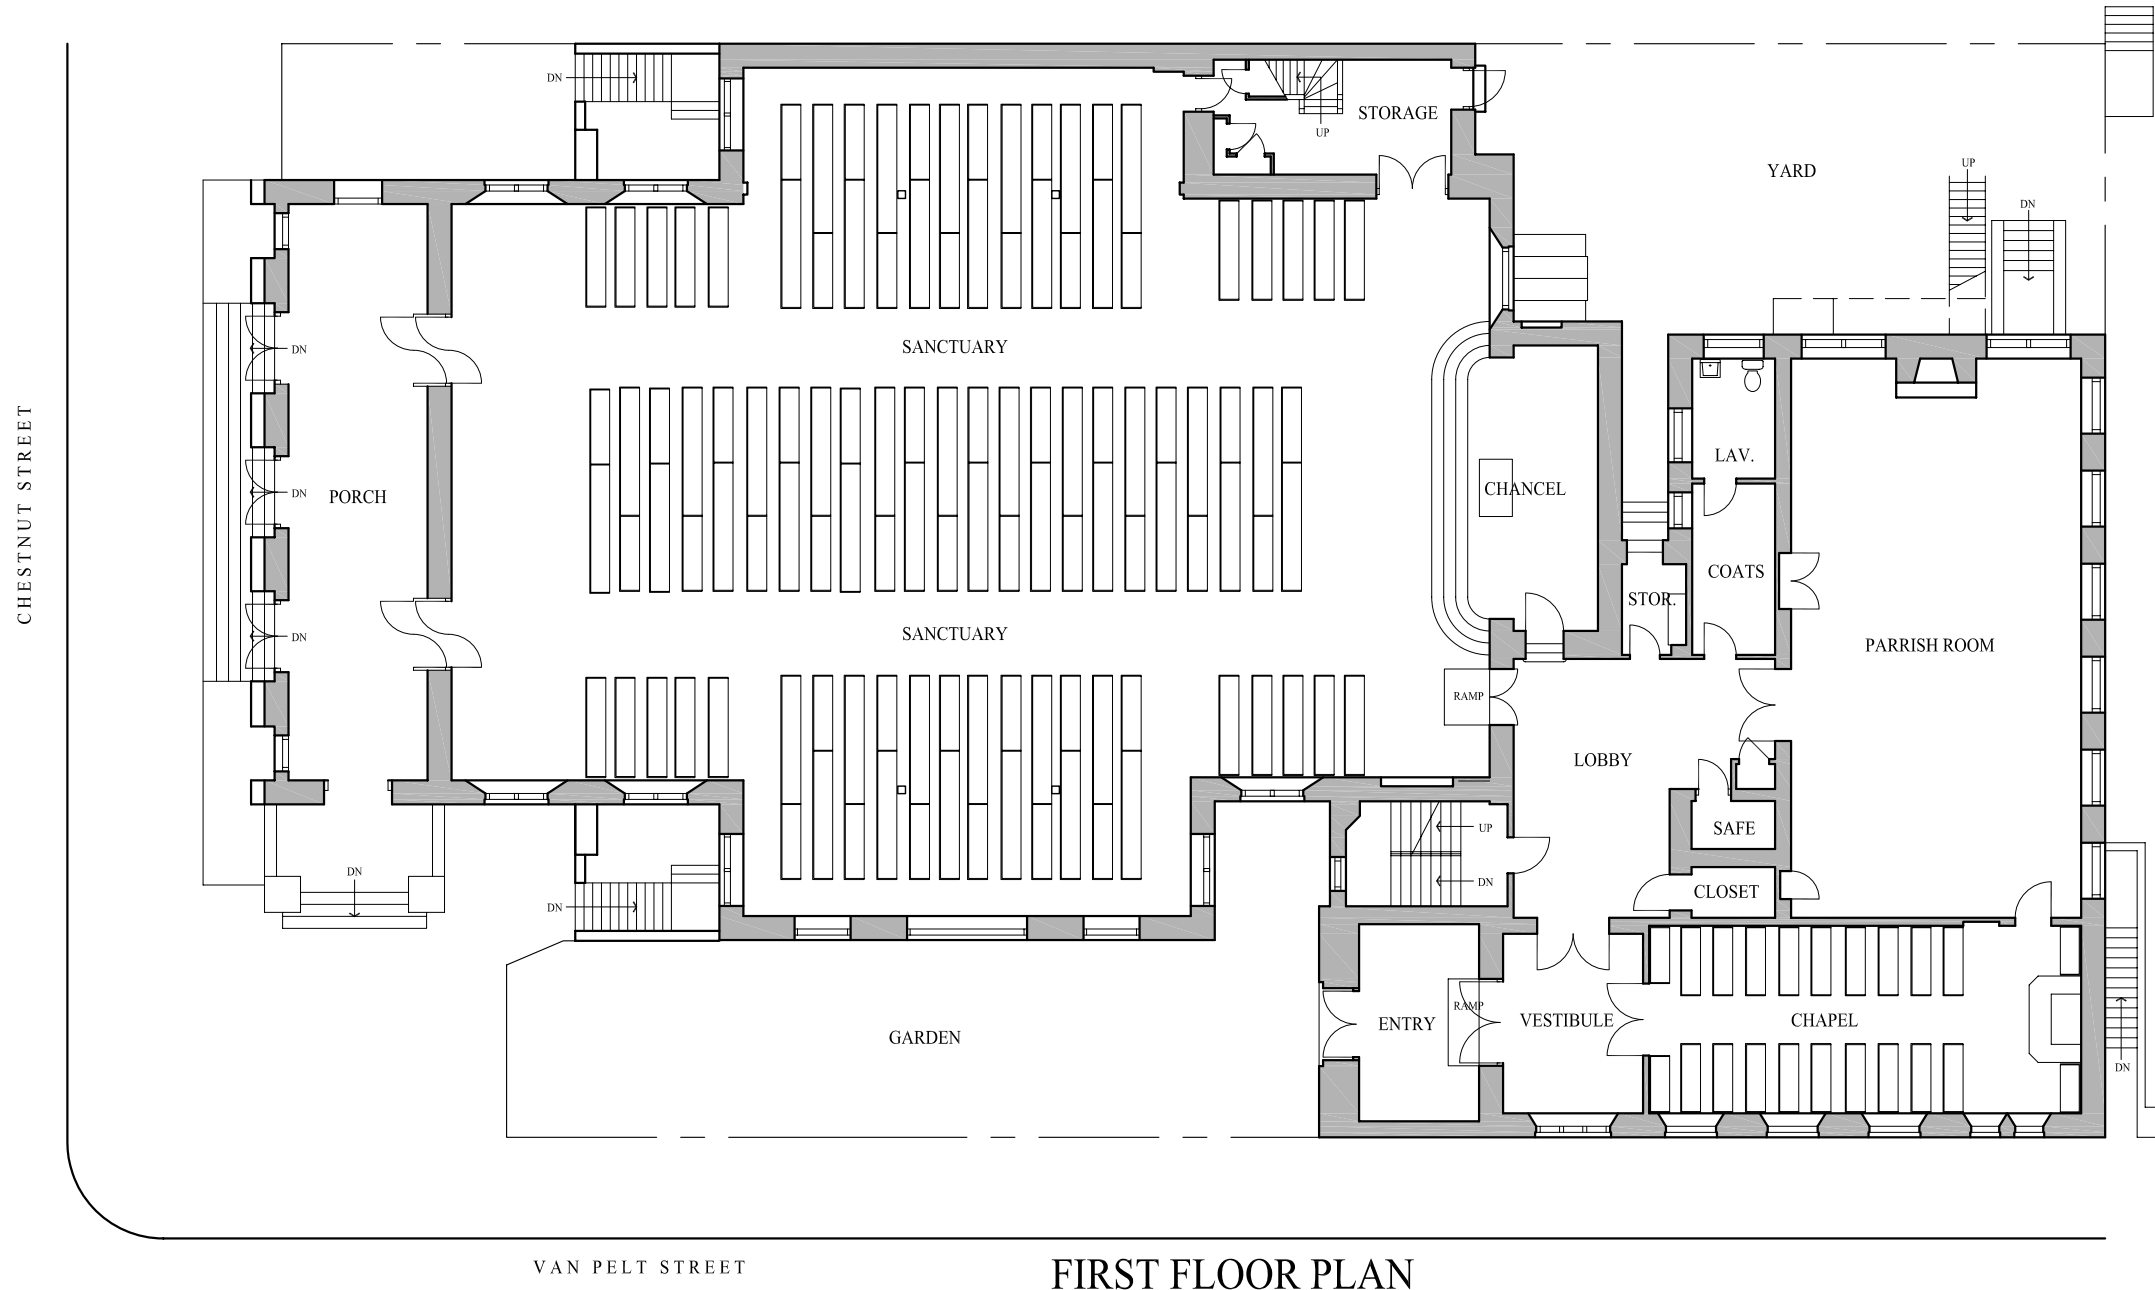 DN
STORAGE
UP
YARD
UP
DN
SANCTUARY
DN
CHESTNUT STREET
LAV.
CHANCEL
DN
PORCH
COATS
STOR.
SANCTUARY
DN
PARRISH ROOM
RAMP
LOBBY
UP
SAFE
DN
DN
CLOSET
DN
RAMP
ENTRY
VESTIBULE
CHAPEL
GARDEN
DN
VAN PELT STREET
FIRST FLOOR PLAN